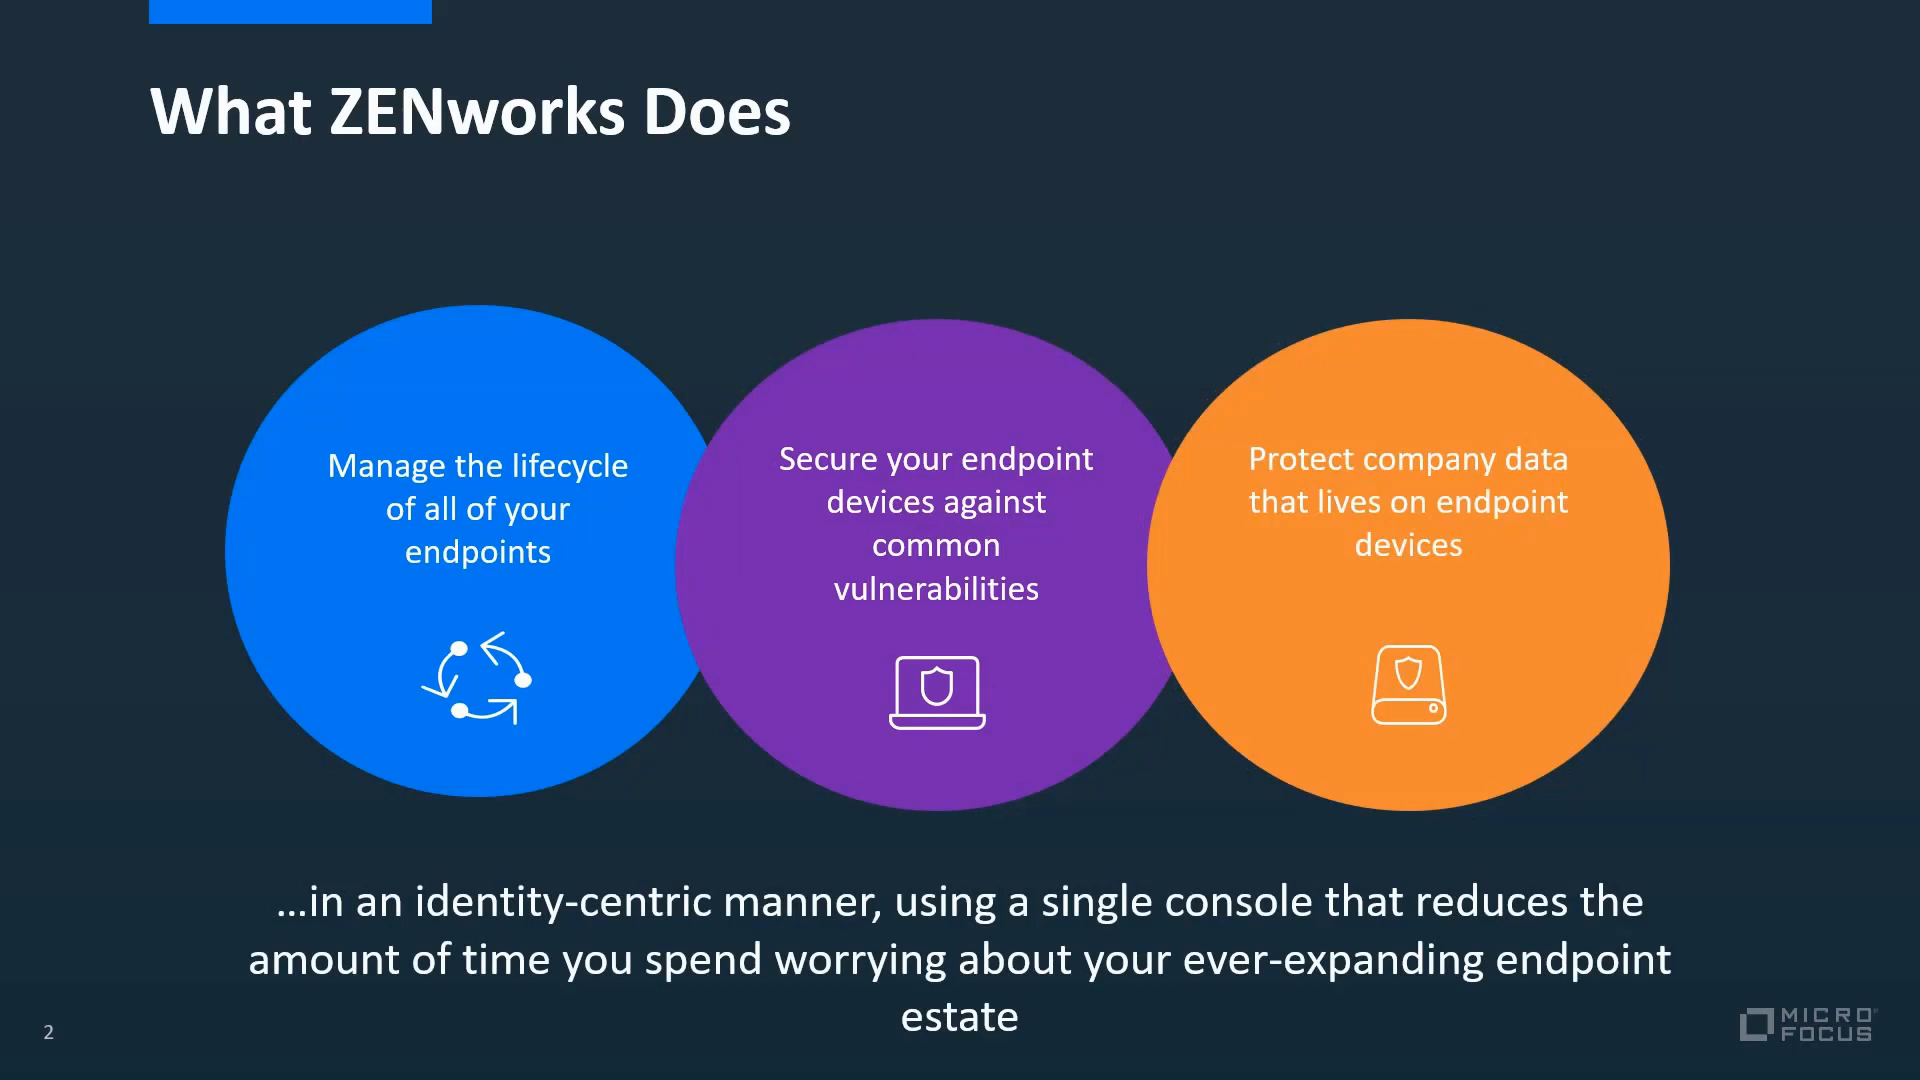 What ZENworks Does
Manage the lifecycle
of all of your
endpoints
Secure your endpoint
devices against
common
vulnerabilities
Protect company data
that lives on endpoint
devices
...in an identity-centric manner, using a single console that reduces the
amount of time you spend worrying about your ever-expanding endpoint
estate
2
MICRO®
FOCUS